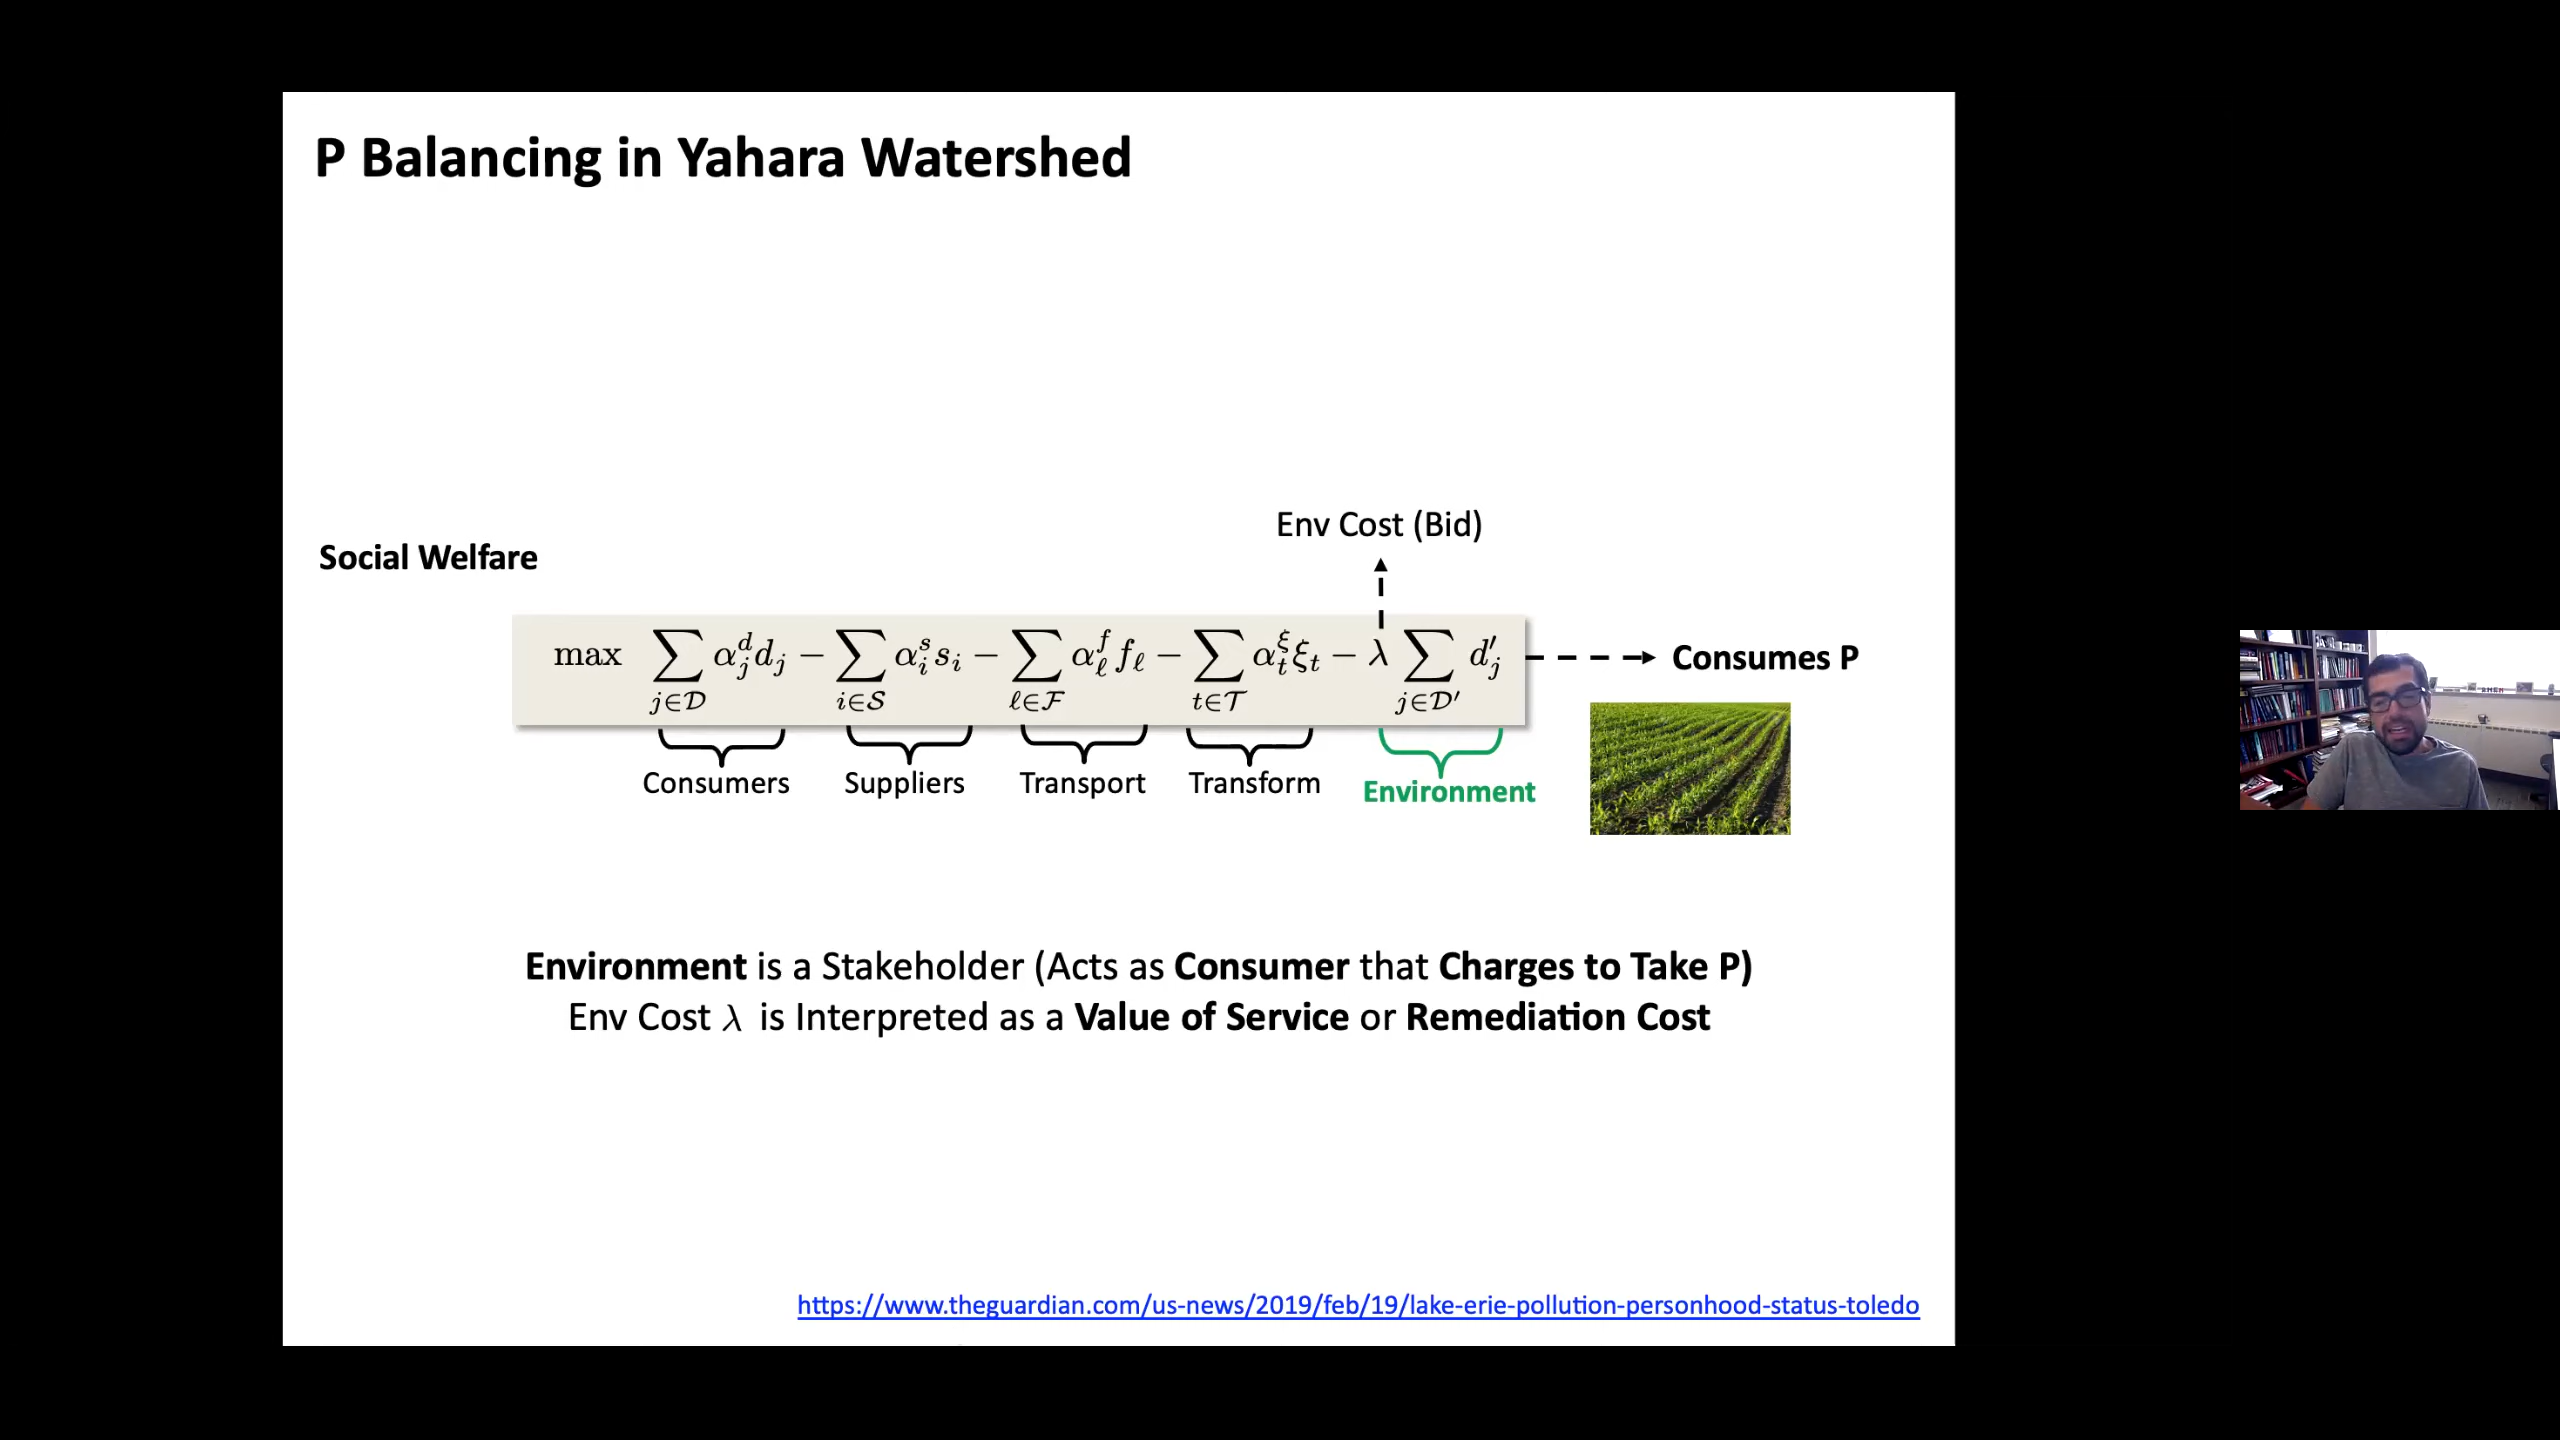 P Balancing in Yahara Watershed
Env Cost (Bid)
Social Welfare
max ∑_{j∈𝒟} α_j^d d_j − ∑_{i∈𝒮} α_i^s s_i − ∑_{ℓ∈ℱ} α_ℓ^f f_ℓ − ∑_{t∈𝒯} α_t^ξ ξ_t − λ ∑_{j∈𝒟′} d′_j
Consumes P
Consumers Suppliers Transport Transform Environment
Environment is a Stakeholder (Acts as Consumer that Charges to Take P)
Env Cost λ is Interpreted as a Value of Service or Remediation Cost
https://www.theguardian.com/us-news/2019/feb/19/lake-erie-pollution-personhood-status-toledo